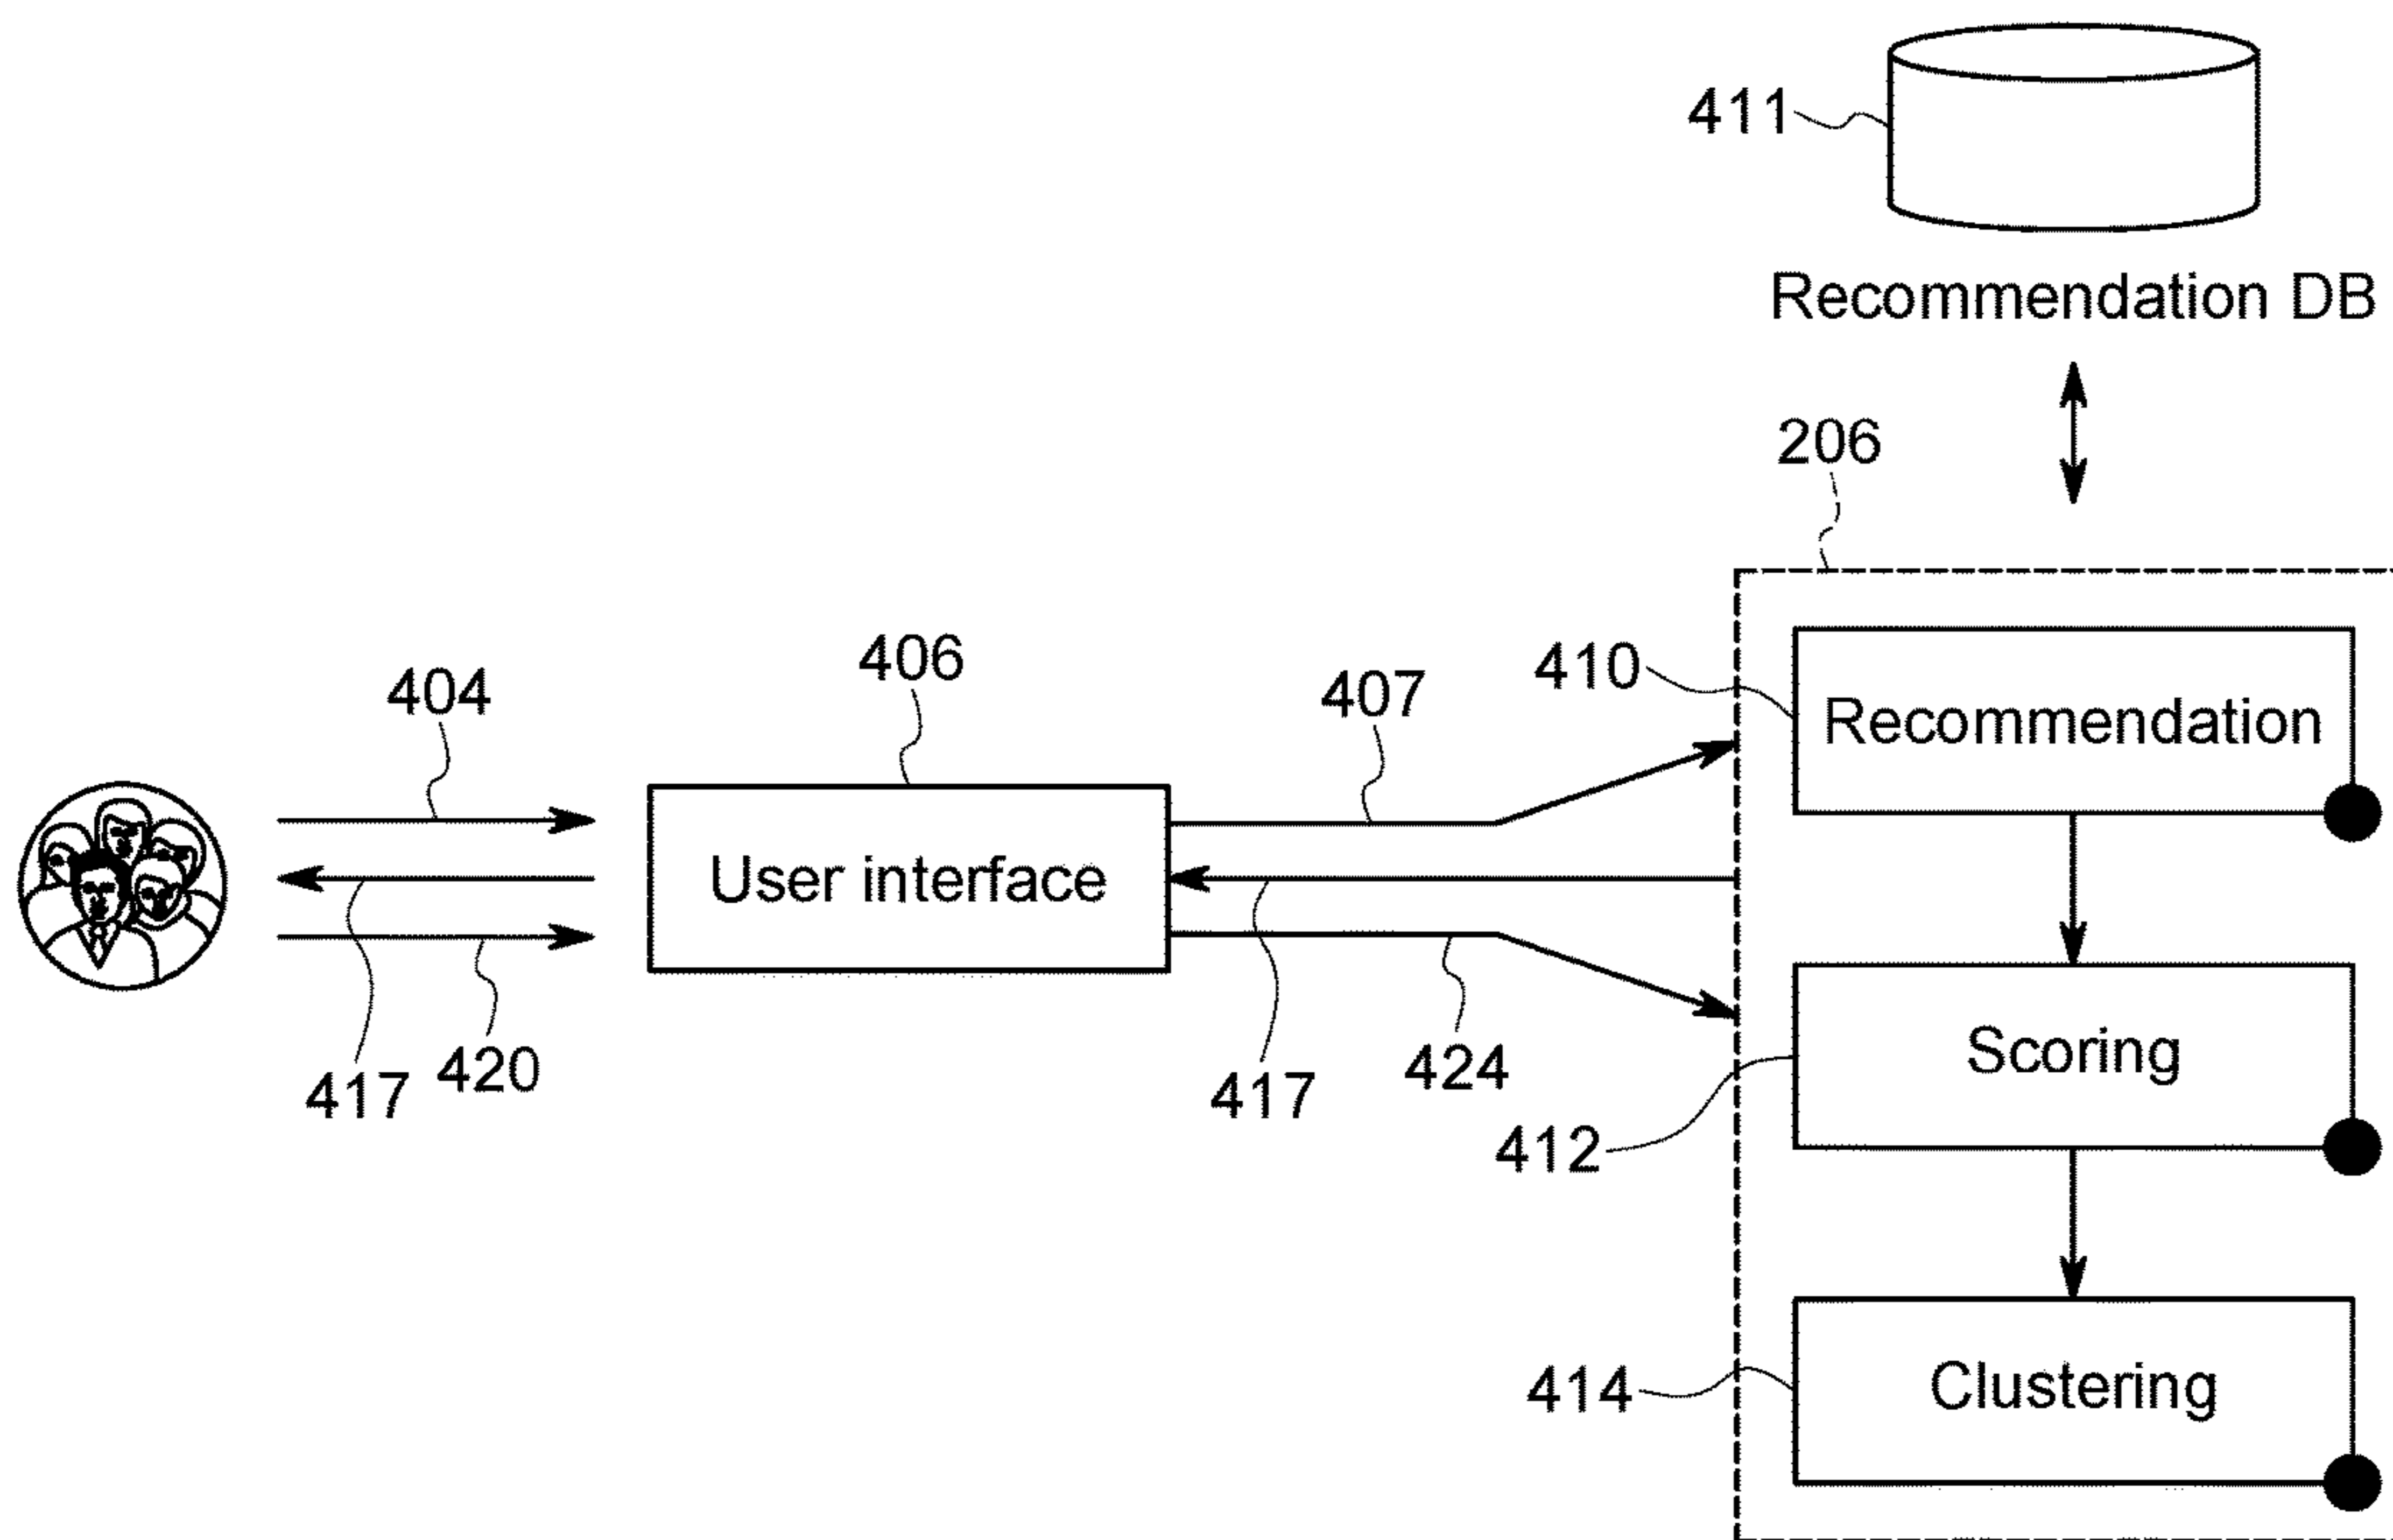 411
Recommendation DB
206
406
410
404
407
Recommendation
User interface
Scoring
417
420
417
424
412
414
Clustering